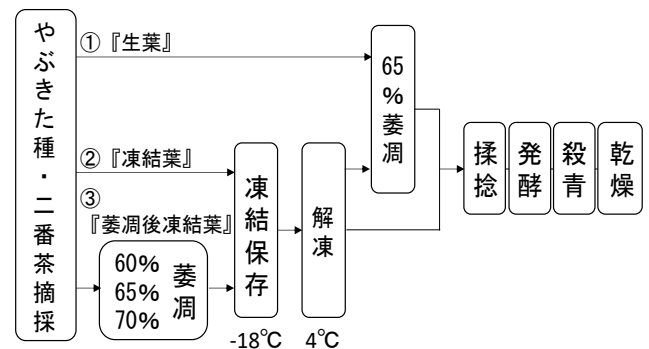 やぶきた種・二番茶摘採
①『生葉』
②『凍結葉』
③
『萎凋後凍結葉』
60%
65%
70%
萎凋
凍結保存
-18℃
解凍
4℃
65%萎凋
揉捻
発酵
殺青
乾燥